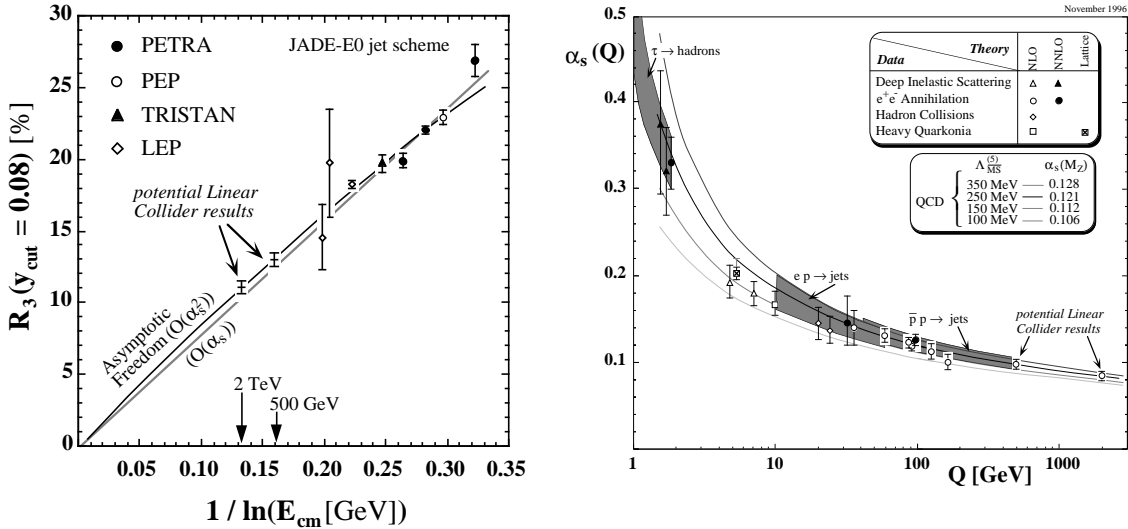 30
25
20
15
10
5
0
R3(ycut = 0.08) [%]
PETRA
PEP
TRISTAN
LEP
JADE-E0 jet scheme
potential Linear
Collider results
Asymptotic
Freedom (O(αs²))
(O(αs))
2 TeV
500 GeV
0.05
0.10
0.15
0.20
0.25
0.30
0.35
1 / ln(Ecm [GeV])
November 1996
0.5
0.4
0.3
0.2
0.1
0
αs(Q)
τ → hadrons
Theory
Data
NLO
NNLO
Lattice
Deep Inelastic Scattering
e+e- Annihilation
Hadron Collisions
Heavy Quarkonia
Λ(5) MS
αs(MZ)
QCD
350 MeV 0.128
250 MeV 0.121
150 MeV 0.112
100 MeV 0.106
e p → jets
p̄ p → jets
potential Linear
Collider results
1
10
100
1000
Q [GeV]